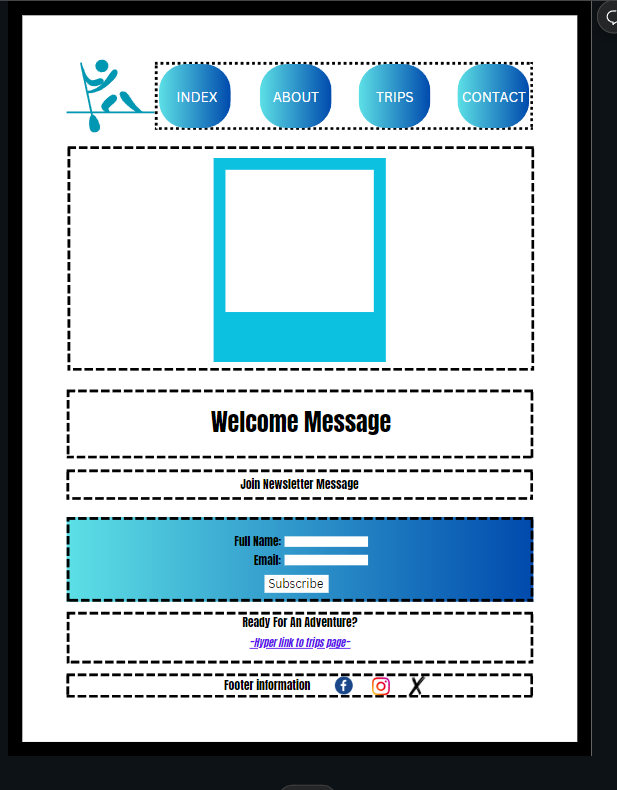 INDEX ABOUT TRIPS CONTACT
Welcome Message
Join Newsletter Message
Full Name:
Email:
Subscribe
Ready For An Adventure?
~Hyper link to trips page~
Footer information